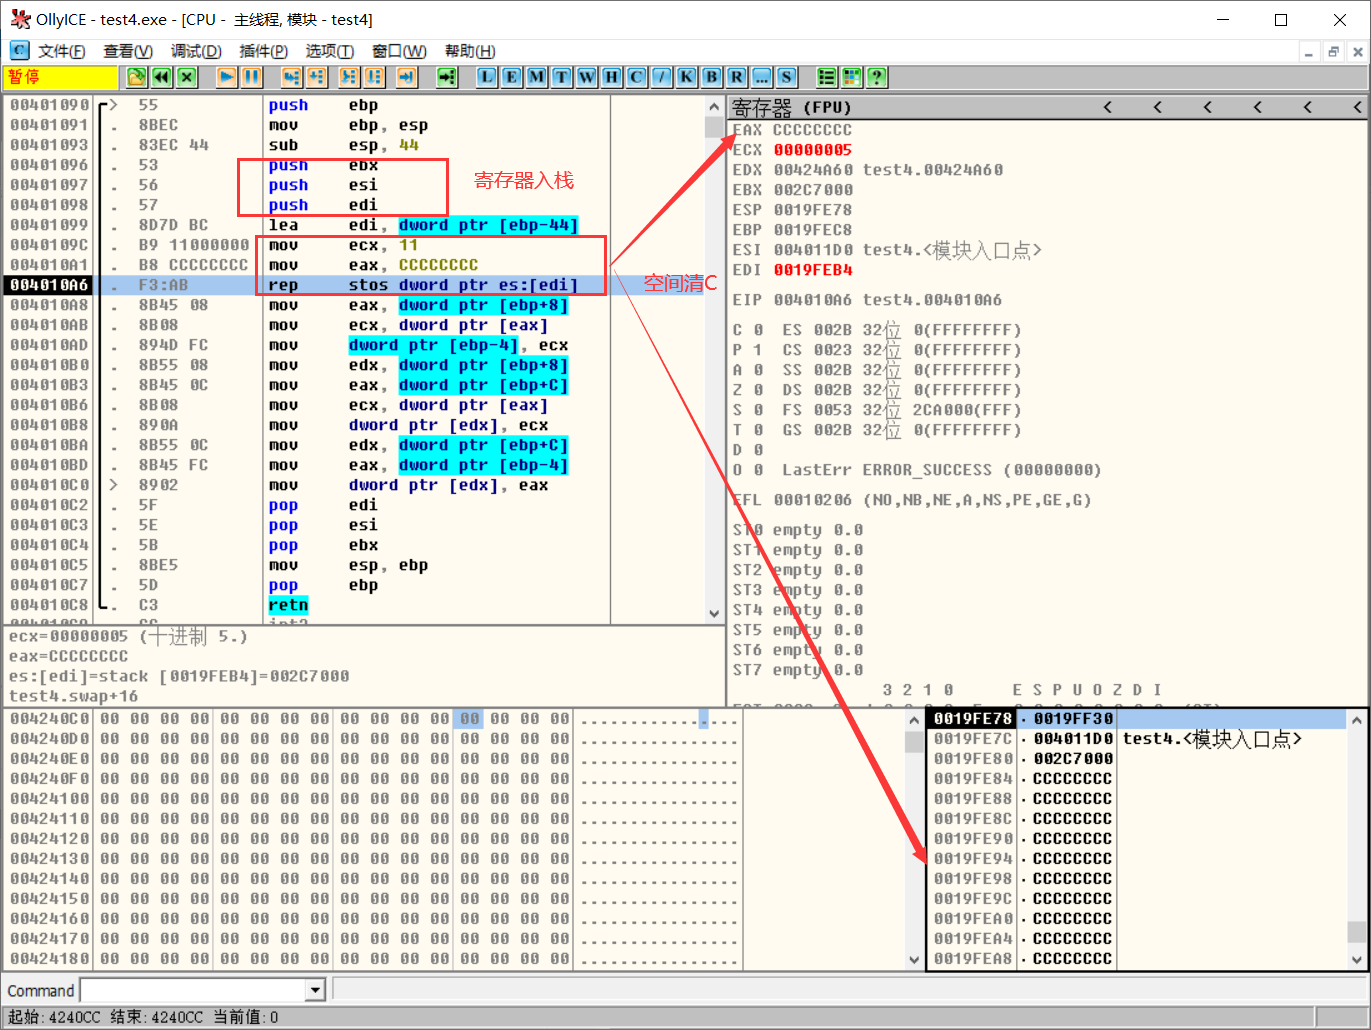 OllyICE - test4.exe - [CPU - 主线程, 模块 - test4]
文件(F) 查看(V) 调试(D) 插件(P) 选项(T) 窗口(W) 帮助(H)
暂停
L E M T W H C / K B R ... S ?
00401090 > 55 push ebp
00401091 . 8BEC mov ebp, esp
00401093 . 83EC 44 sub esp, 44
00401096 . 53 push ebx
00401097 . 56 push esi
00401098 . 57 push edi
00401099 . 8D7D BC lea edi, dword ptr [ebp-44]
0040109C . B9 11000000 mov ecx, 11
004010A1 . B8 CCCCCCCC mov eax, CCCCCCCC
004010A6 . F3:AB rep stos dword ptr es:[edi]
004010A8 . 8B45 08 mov eax, dword ptr [ebp+8]
004010AB . 8B08 mov ecx, dword ptr [eax]
004010AD . 894D FC mov dword ptr [ebp-4], ecx
004010B0 . 8B55 08 mov edx, dword ptr [ebp+8]
004010B3 . 8B45 0C mov eax, dword ptr [ebp+C]
004010B6 . 8B08 mov ecx, dword ptr [eax]
004010B8 . 890A mov dword ptr [edx], ecx
004010BA . 8B55 0C mov edx, dword ptr [ebp+C]
004010BD . 8B45 FC mov eax, dword ptr [ebp-4]
004010C0 > 8902 mov dword ptr [edx], eax
004010C2 . 5F pop edi
004010C3 . 5E pop esi
004010C4 . 5B pop ebx
004010C5 . 8BE5 mov esp, ebp
004010C7 . 5D pop ebp
004010C8 . C3 retn
寄存器入栈
空间清C
ecx=00000005 (十进制 5.)
eax=CCCCCCCC
es:[edi]=stack [0019FEB4]=002C7000
test4.swap+16
寄存器 (FPU) < < < < < <
EAX CCCCCCCC
ECX 00000005
EDX 00424A60 test4.00424A60
EBX 002C7000
ESP 0019FE78
EBP 0019FEC8
ESI 004011D0 test4.<模块入口点>
EDI 0019FEB4
EIP 004010A6 test4.004010A6
C 0 ES 002B 32位 0(FFFFFFFF)
P 1 CS 0023 32位 0(FFFFFFFF)
A 0 SS 002B 32位 0(FFFFFFFF)
Z 0 DS 002B 32位 0(FFFFFFFF)
S 0 FS 0053 32位 2CA000(FFF)
T 0 GS 002B 32位 0(FFFFFFFF)
D 0
O 0 LastErr ERROR_SUCCESS (00000000)
EFL 00010206 (NO,NB,NE,A,NS,PE,GE,G)
ST0 empty 0.0
ST1 empty 0.0
ST2 empty 0.0
ST3 empty 0.0
ST4 empty 0.0
ST5 empty 0.0
ST6 empty 0.0
ST7 empty 0.0
3 2 1 0 E S P U O Z D I
004240C0 00 00 00 00 00 00 00 00 00 00 00 00 00 00 00 00 ................
004240D0 00 00 00 00 00 00 00 00 00 00 00 00 00 00 00 00 ................
004240E0 00 00 00 00 00 00 00 00 00 00 00 00 00 00 00 00 ................
004240F0 00 00 00 00 00 00 00 00 00 00 00 00 00 00 00 00 ................
00424100 00 00 00 00 00 00 00 00 00 00 00 00 00 00 00 00 ................
00424110 00 00 00 00 00 00 00 00 00 00 00 00 00 00 00 00 ................
00424120 00 00 00 00 00 00 00 00 00 00 00 00 00 00 00 00 ................
00424130 00 00 00 00 00 00 00 00 00 00 00 00 00 00 00 00 ................
00424140 00 00 00 00 00 00 00 00 00 00 00 00 00 00 00 00 ................
00424150 00 00 00 00 00 00 00 00 00 00 00 00 00 00 00 00 ................
00424160 00 00 00 00 00 00 00 00 00 00 00 00 00 00 00 00 ................
00424170 00 00 00 00 00 00 00 00 00 00 00 00 00 00 00 00 ................
00424180 00 00 00 00 00 00 00 00 00 00 00 00 00 00 00 00 ................
0019FE78 . 0019FF30
0019FE7C . 004011D0 test4.<模块入口点>
0019FE80 . 002C7000
0019FE84 . CCCCCCCC
0019FE88 . CCCCCCCC
0019FE8C . CCCCCCCC
0019FE90 . CCCCCCCC
0019FE94 . CCCCCCCC
0019FE98 . CCCCCCCC
0019FE9C . CCCCCCCC
0019FEA0 . CCCCCCCC
0019FEA4 . CCCCCCCC
0019FEA8 . CCCCCCCC
Command
起始: 4240CC 结束: 4240CC 当前值: 0